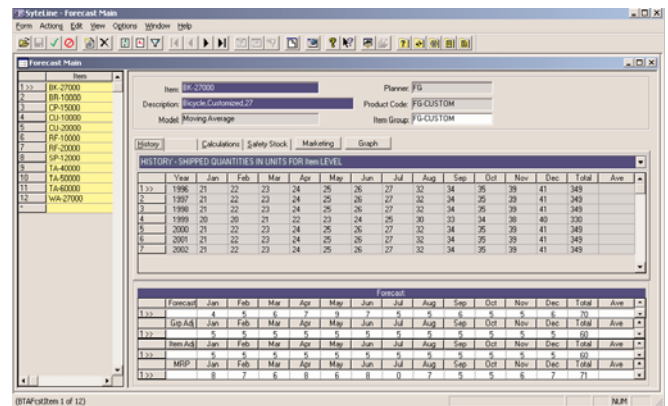 SyteLine - Forecast Main
Form Actions Edit View Options Window Help
Forecast Main
Item
1 >> BK-27000
2 BR-10000
3 CP-15000
4 CU-10000
5 CU-20000
6 RF-10000
7 RF-20000
8 SP-12000
9 TA-40000
10 TA-50000
11 TA-60000
12 WA-27000
*
Item: BK-27000 Planner: FG
Description: Bicycle,Customized,27 Product Code: FG-CUSTOM
Model: Moving Average Item Group: FG-CUSTOM
History Calculations Safety Stock Marketing Graph
HISTORY - SHIPPED QUANTITIES IN UNITS FOR Item LEVEL
Year Jan Feb Mar Apr May Jun Jul Aug Sep Oct Nov Dec Total Ave
1 >> 1996 21 22 23 24 25 26 27 32 34 35 39 41 349
2 1997 21 22 23 24 25 26 27 32 34 35 39 41 349
3 1998 21 22 23 24 25 26 27 32 34 35 39 41 349
4 1999 20 20 21 22 23 24 25 30 33 34 38 40 330
5 2000 21 22 23 24 25 26 27 32 34 35 39 41 349
6 2001 21 22 23 24 25 26 27 32 34 35 39 41 349
7 2002 21 22 23 24 25 26 27 32 34 35 39 41 349
Forecast
Forecast Jan Feb Mar Apr May Jun Jul Aug Sep Oct Nov Dec Total Ave
1 >> 4 5 6 7 9 7 5 5 6 5 5 6 70
Grp Adj Jan Feb Mar Apr May Jun Jul Aug Sep Oct Nov Dec Total Ave
1 >> 5 5 5 5 5 5 5 5 5 5 5 5 60
Item Adj Jan Feb Mar Apr May Jun Jul Aug Sep Oct Nov Dec Total Ave
1 >> 5 5 5 5 5 5 5 5 5 5 5 5 60
MRP Jan Feb Mar Apr May Jun Jul Aug Sep Oct Nov Dec Total Ave
1 >> 8 7 6 8 6 8 0 7 5 5 6 7 71
(BTAFcstItem 1 of 12) NUM